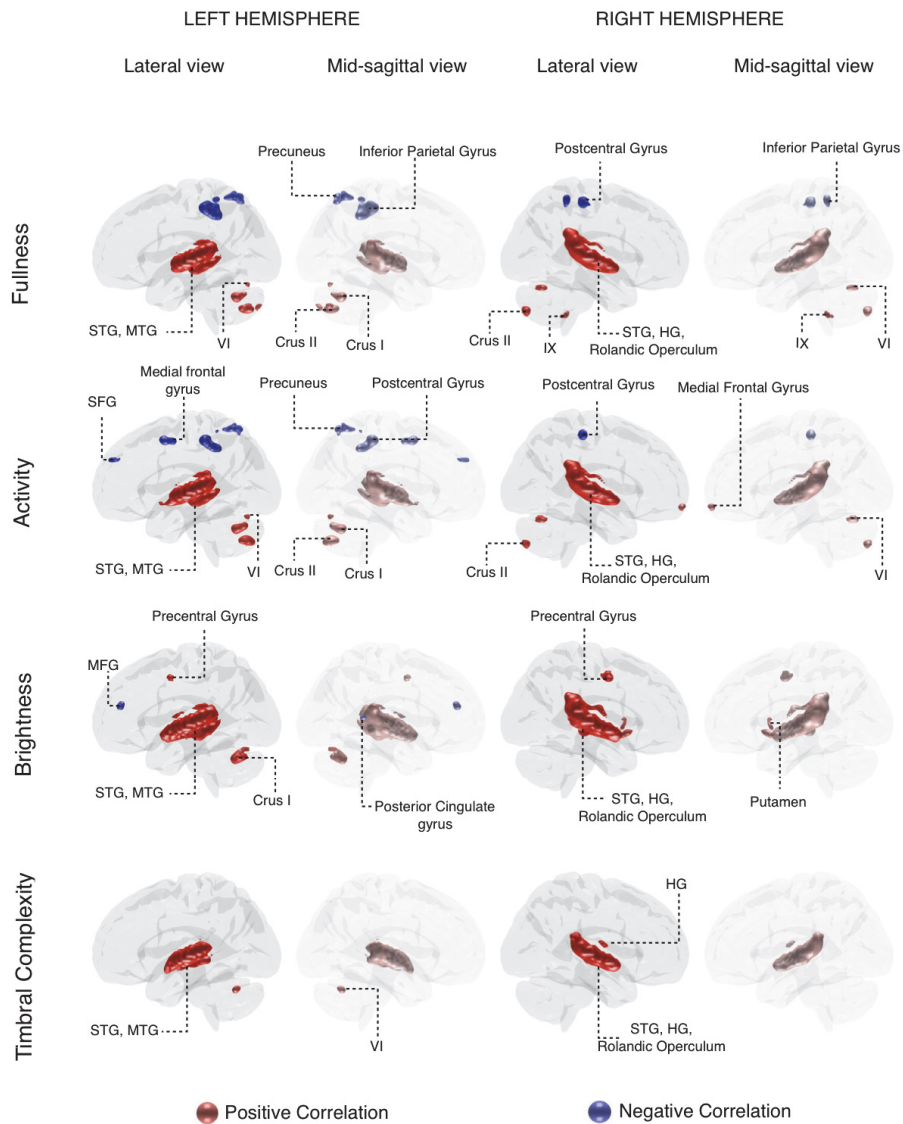 LEFT HEMISPHERE
RIGHT HEMISPHERE
Lateral view
Mid-sagittal view
Lateral view
Mid-sagittal view
Fullness
Precuneus
Inferior Parietal Gyrus
Postcentral Gyrus
Inferior Parietal Gyrus
STG, MTG
VI
Crus II
Crus I
Crus II
IX
STG, HG,
Rolandic Operculum
IX
VI
Activity
SFG
Medial frontal
gyrus
Precuneus
Postcentral Gyrus
Postcentral Gyrus
Medial Frontal Gyrus
STG, MTG
VI
Crus II
Crus I
Crus II
STG, HG,
Rolandic Operculum
VI
Brightness
MFG
Precentral Gyrus
Precentral Gyrus
STG, MTG
Crus I
Posterior Cingulate
gyrus
STG, HG,
Rolandic Operculum
Putamen
Timbral Complexity
HG
STG, MTG
VI
STG, HG,
Rolandic Operculum
Positive Correlation
Negative Correlation